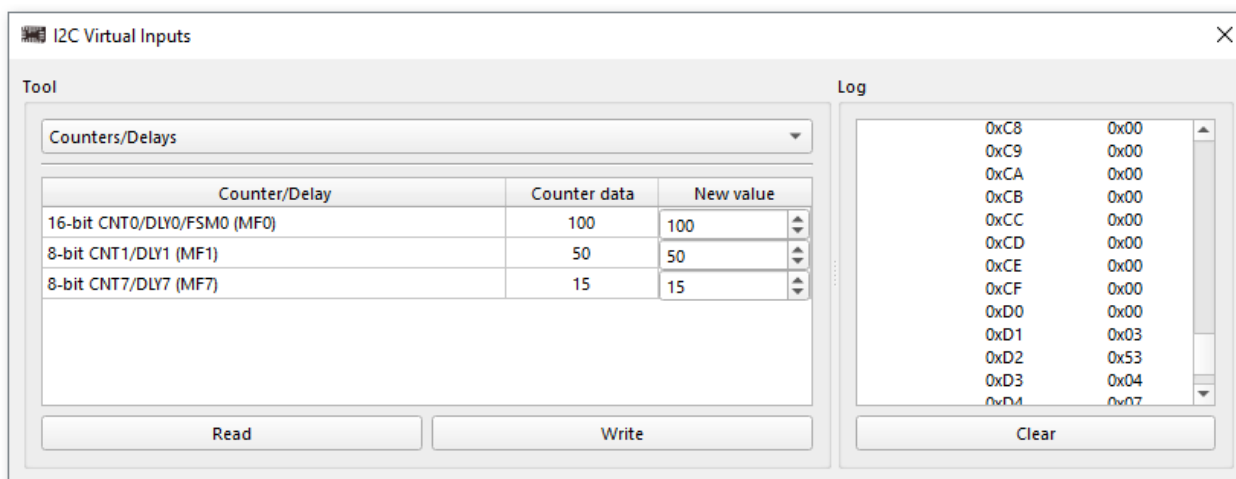 I2C Virtual Inputs
Tool
Counters/Delays
Counter/Delay Counter data New value
16-bit CNT0/DLY0/FSM0 (MF0) 100 100
8-bit CNT1/DLY1 (MF1) 50 50
8-bit CNT7/DLY7 (MF7) 15 15
Read Write
Log
0xC8 0x00
0xC9 0x00
0xCA 0x00
0xCB 0x00
0xCC 0x00
0xCD 0x00
0xCE 0x00
0xCF 0x00
0xD0 0x00
0xD1 0x03
0xD2 0x53
0xD3 0x04
0xD4 0x07
Clear